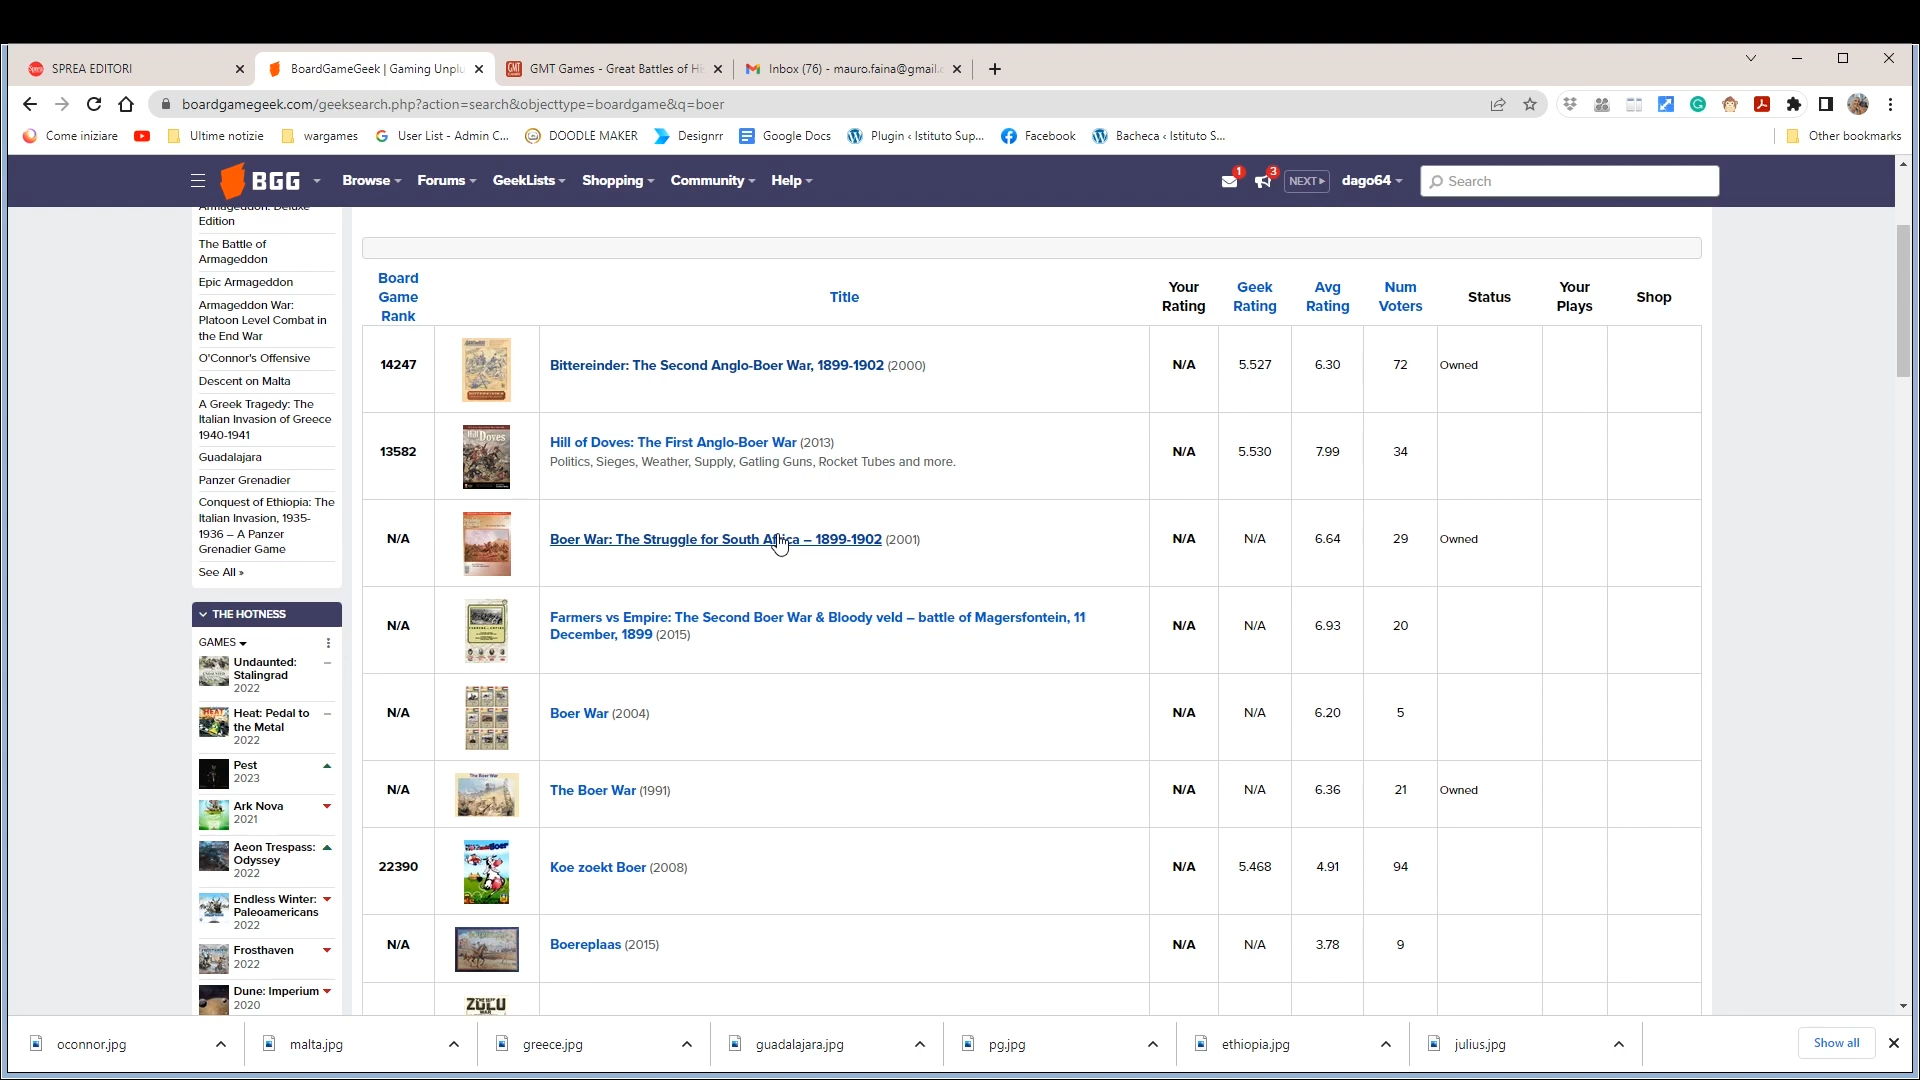 SPREA EDITORI
BoardGameGeek | Gaming Unplu
GMT Games - Great Battles of His
Inbox (76) - mauro.faina@gmail.
boardgamegeek.com/geeksearch.php?action=search&objecttype=boardgame&q=boer
Come iniziare
Ultime notizie
wargames
User List - Admin C...
DOODLE MAKER
Designrr
Google Docs
Plugin ‹ Istituto Sup...
Facebook
Bacheca ‹ Istituto S...
Other bookmarks
BGG
Browse
Forums
GeekLists
Shopping
Community
Help
1
3
NEXT
dago64
Search
Armageddon: Deluxe
Edition
The Battle of
Armageddon
Epic Armageddon
Armageddon War:
Platoon Level Combat in
the End War
O'Connor's Offensive
Descent on Malta
A Greek Tragedy: The
Italian Invasion of Greece
1940-1941
Guadalajara
Panzer Grenadier
Conquest of Ethiopia: The
Italian Invasion, 1935-
1936 – A Panzer
Grenadier Game
See All »
THE HOTNESS
GAMES
Undaunted:
Stalingrad
2022
Heat: Pedal to
the Metal
2022
Pest
2023
Ark Nova
2021
Aeon Trespass:
Odyssey
2022
Endless Winter:
Paleoamericans
2022
Frosthaven
2022
Dune: Imperium
2020
Board
Game
Rank
Title
Your
Rating
Geek
Rating
Avg
Rating
Num
Voters
Status
Your
Plays
Shop
14247
Bittereinder: The Second Anglo-Boer War, 1899-1902 (2000)
N/A
5.527
6.30
72
Owned
13582
Hill of Doves: The First Anglo-Boer War (2013)
Politics, Sieges, Weather, Supply, Gatling Guns, Rocket Tubes and more.
N/A
5.530
7.99
34
N/A
Boer War: The Struggle for South Africa – 1899-1902 (2001)
N/A
N/A
6.64
29
Owned
N/A
Farmers vs Empire: The Second Boer War & Bloody veld – battle of Magersfontein, 11
December, 1899 (2015)
N/A
N/A
6.93
20
N/A
Boer War (2004)
N/A
N/A
6.20
5
N/A
The Boer War
The Boer War (1991)
N/A
N/A
6.36
21
Owned
22390
Koe zoekt Boer (2008)
N/A
5.468
4.91
94
N/A
Boereplaas (2015)
N/A
N/A
3.78
9
ZULU
oconnor.jpg
malta.jpg
greece.jpg
guadalajara.jpg
pg.jpg
ethiopia.jpg
julius.jpg
Show all